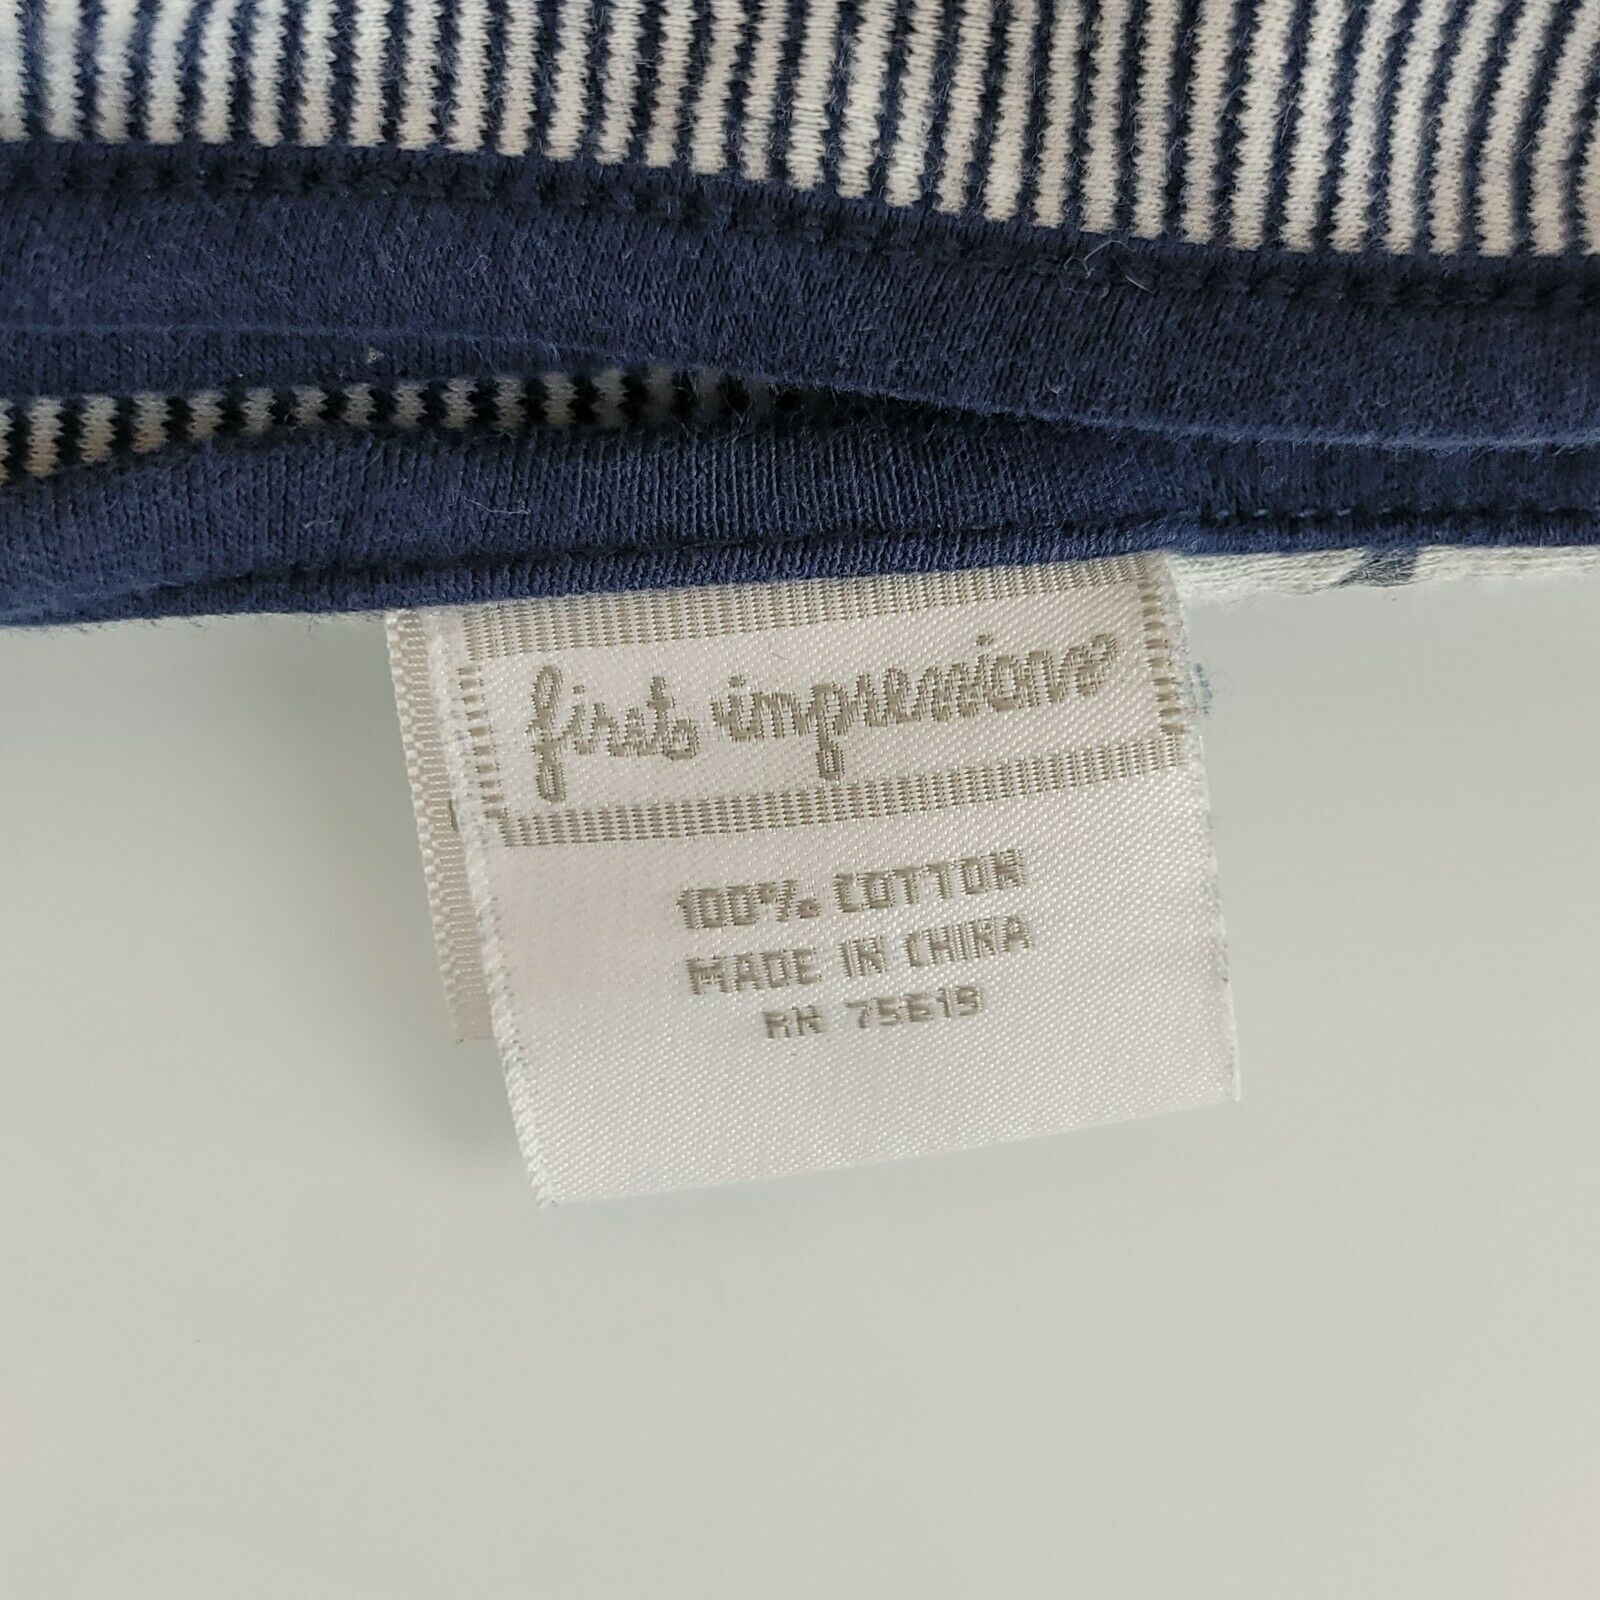 first impressions®
100% COTTON
MADE IN CHINA
RN 75619